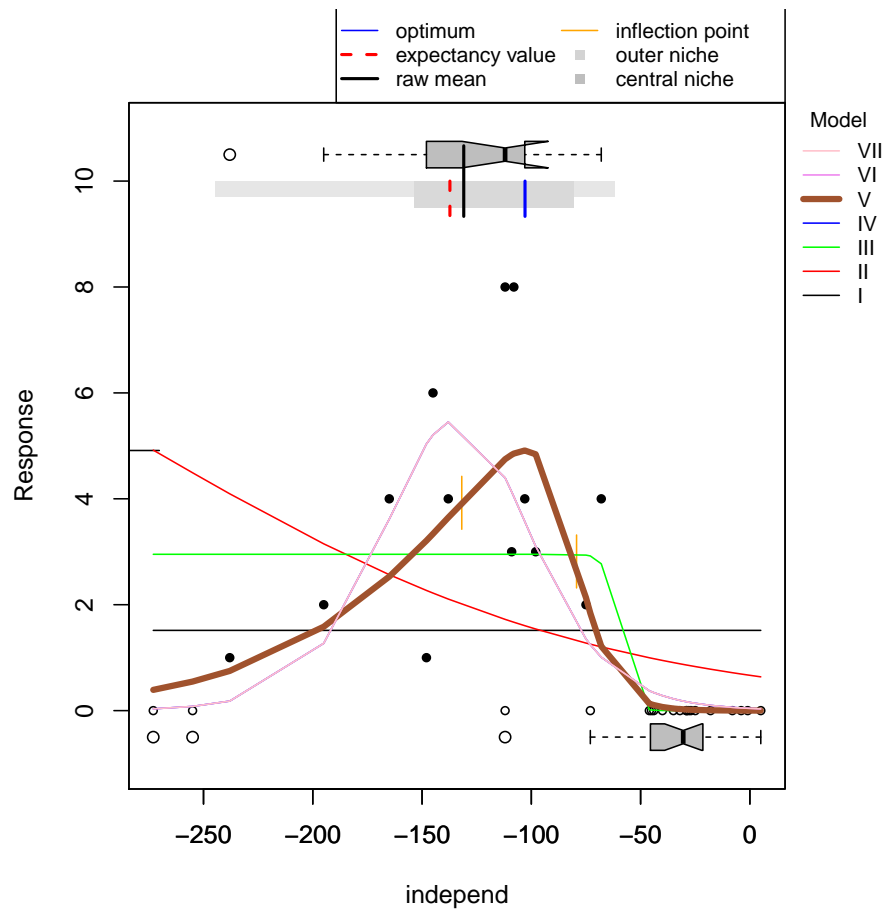 optimum
inflection point
expectancy value
outer niche
raw mean
central niche
Model
VII
VI
V
IV
III
II
I
10
8
6
4
2
0
Response
−250
−200
−150
−100
−50
0
independ